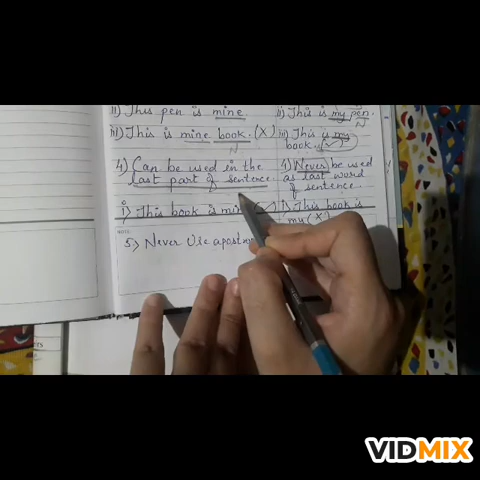 ii) This pen is mine
iii) This is mine book. (X)
N
4) Can be used in the
last part of sentence
i) This book is mine
5) Never Use apost
ii) This is my pen.
N
iii) This is my
book. (✓)
4) Never be used
as last word
of sentence
i) This book is
my (X)
VIDMIX